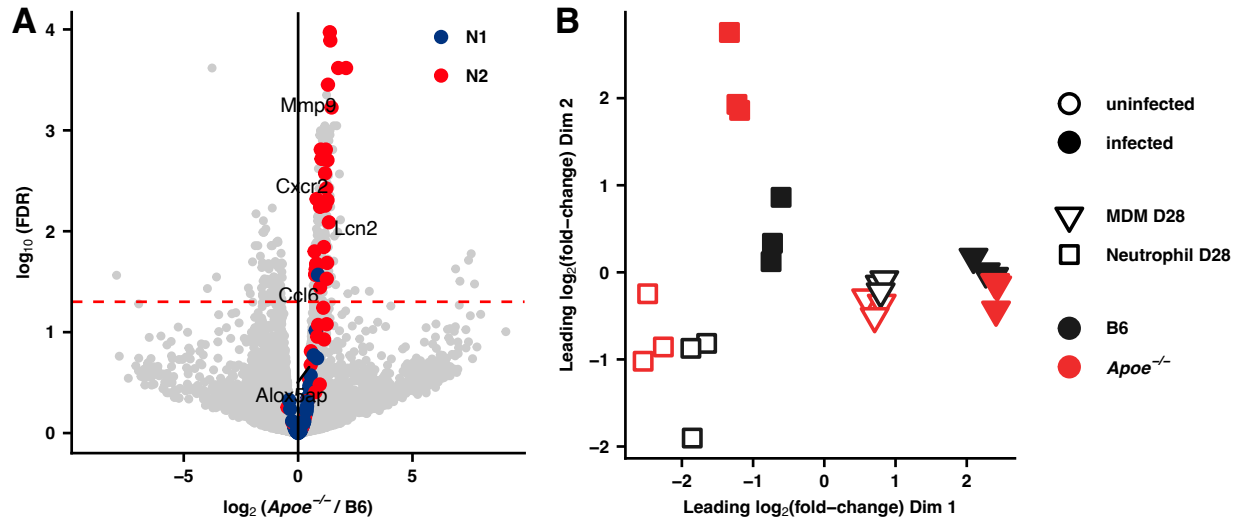 A
log₁₀ (FDR)
4
3
2
1
0
−5
0
5
log₂ (Apoe⁻/⁻ / B6)
N1
N2
Mmp9
Cxcr2
Lcn2
Ccl6
Alox5ap
B
Leading log₂(fold−change) Dim 2
2
1
0
−1
−2
−2
−1
0
1
2
Leading log₂(fold−change) Dim 1
uninfected
infected
MDM D28
Neutrophil D28
B6
Apoe⁻/⁻